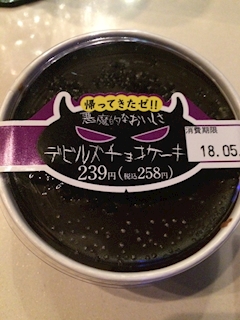 帰ってきたゼ!!
悪魔的なおいしさ
デビルズチョコケーキ
239円(税込258円)
消費期限
18.05.